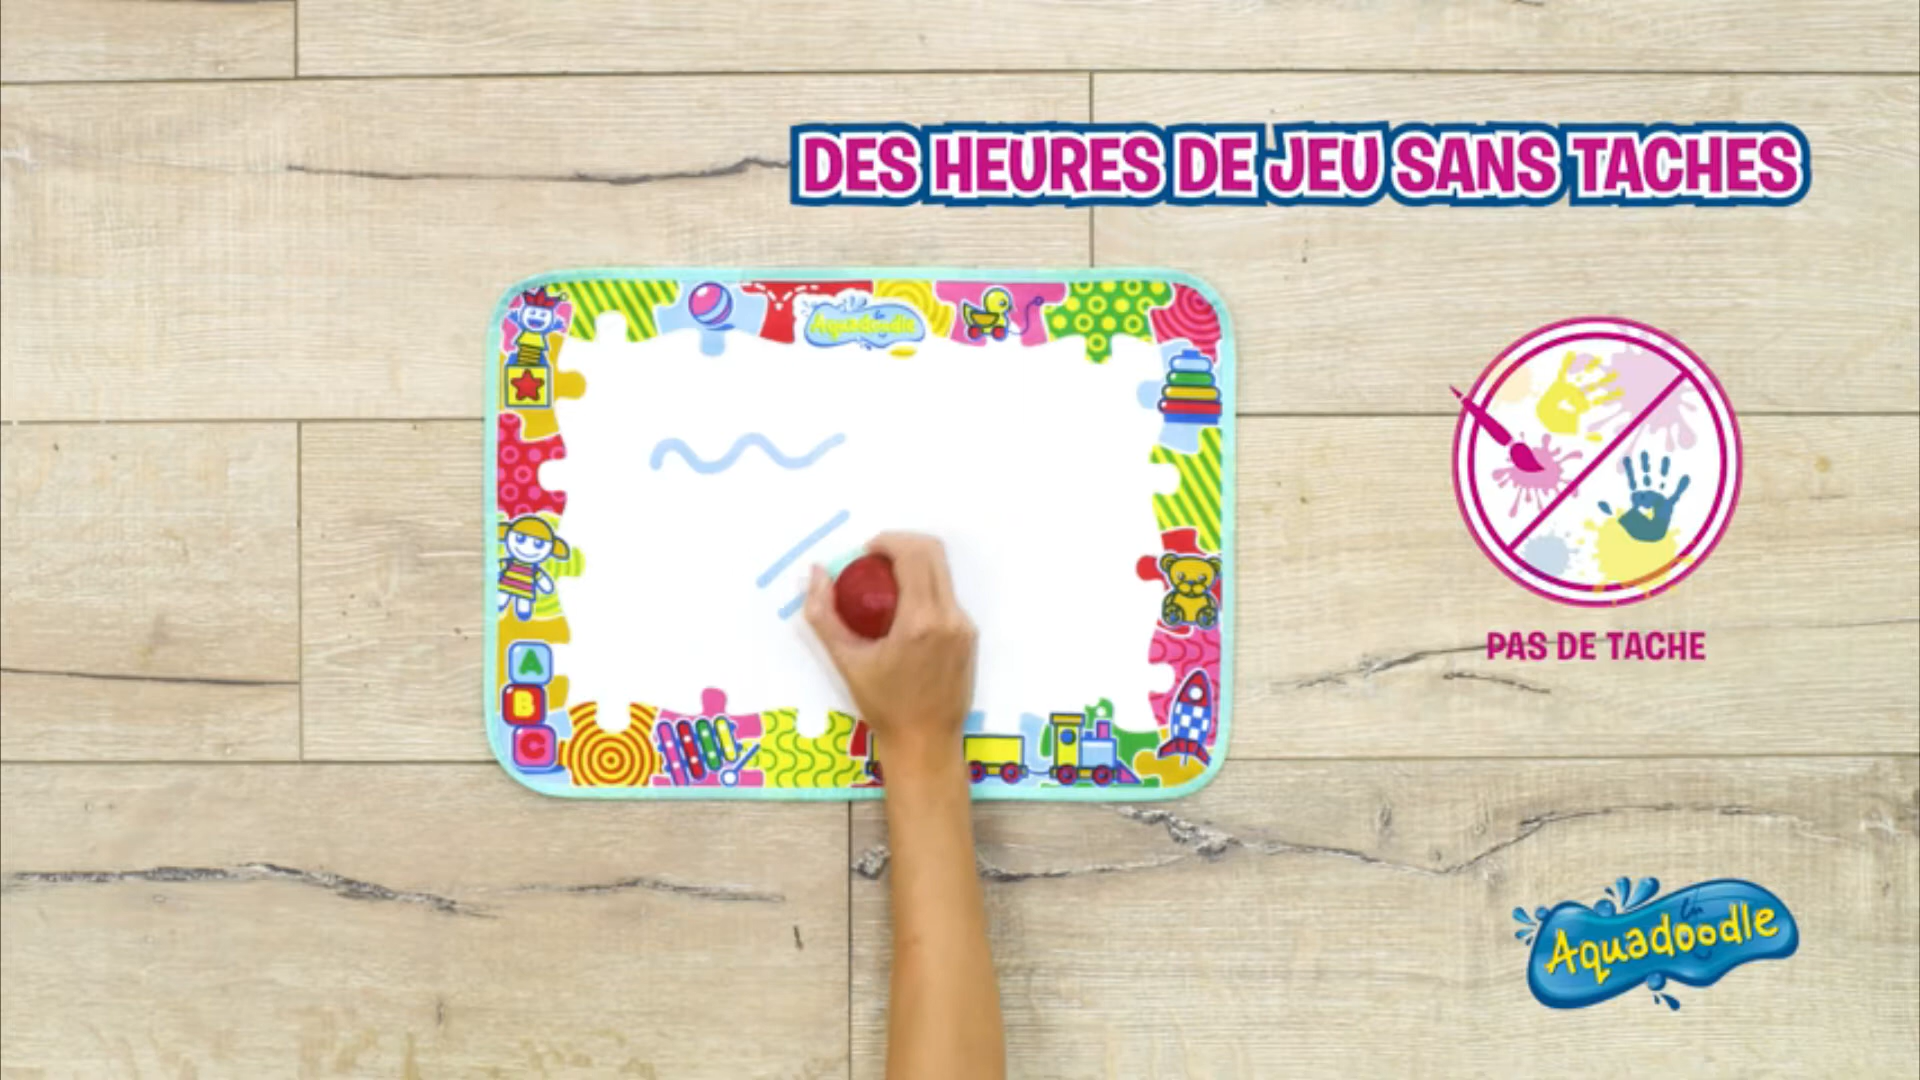 DES HEURES DE JEU SANS TACHES
Aquadoodle
A
B
C
PAS DE TACHE
Aquadoodle